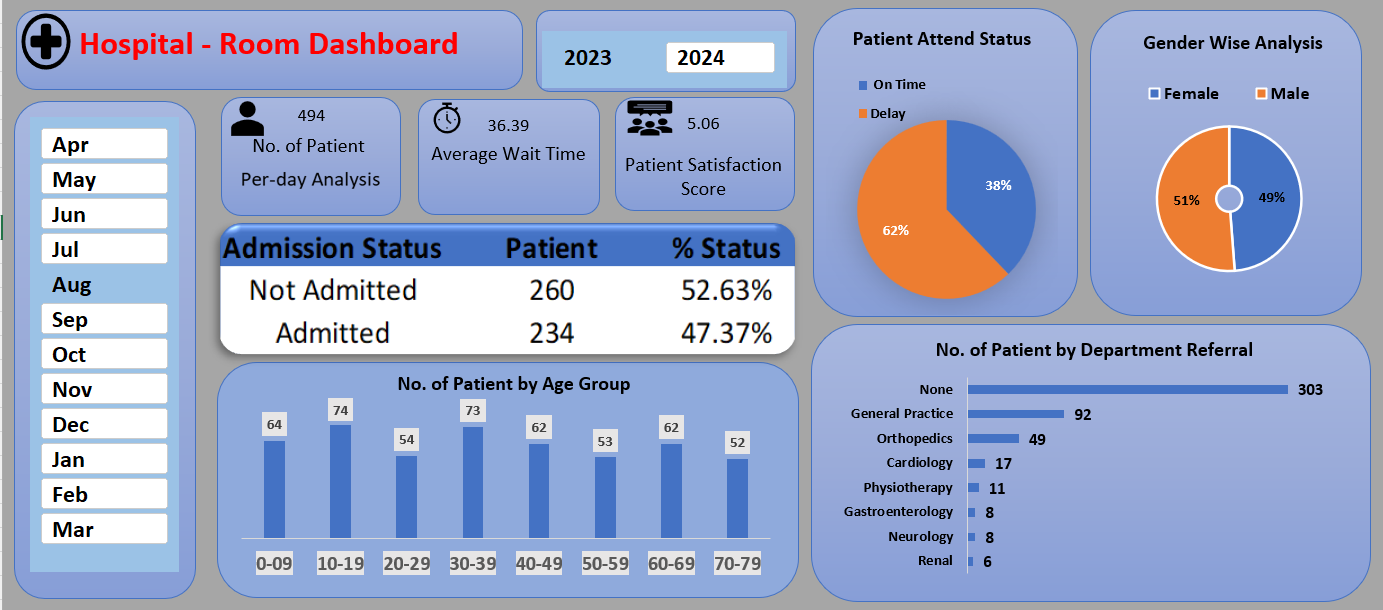 Hospital - Room Dashboard
2023
2024
Apr
May
Jun
Jul
Aug
Sep
Oct
Nov
Dec
Jan
Feb
Mar
494
No. of Patient
Per-day Analysis
36.39
Average Wait Time
5.06
Patient Satisfaction
Score
Admission Status Patient % Status
Not Admitted 260 52.63%
Admitted 234 47.37%
No. of Patient by Age Group
64 74 54 73 62 53 62 52
0-09 10-19 20-29 30-39 40-49 50-59 60-69 70-79
Patient Attend Status
On Time
Delay
38%
62%
Gender Wise Analysis
Female Male
51% 49%
No. of Patient by Department Referral
None 303
General Practice 92
Orthopedics 49
Cardiology 17
Physiotherapy 11
Gastroenterology 8
Neurology 8
Renal 6